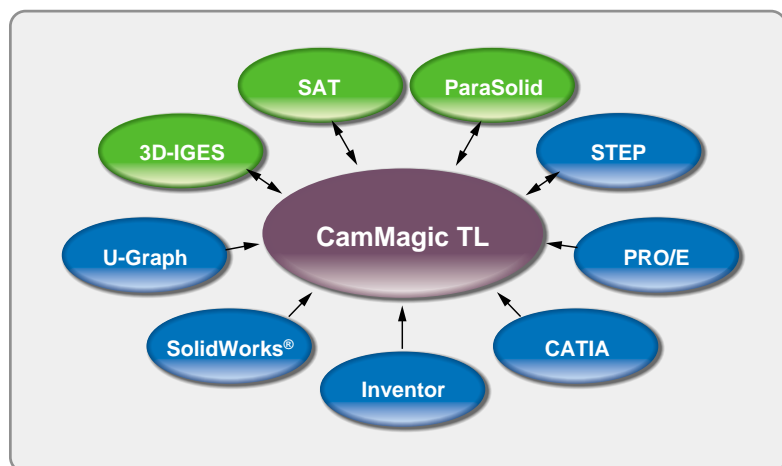 SAT
ParaSolid
3D-IGES
STEP
CamMagic TL
U-Graph
PRO/E
SolidWorks®
CATIA
Inventor